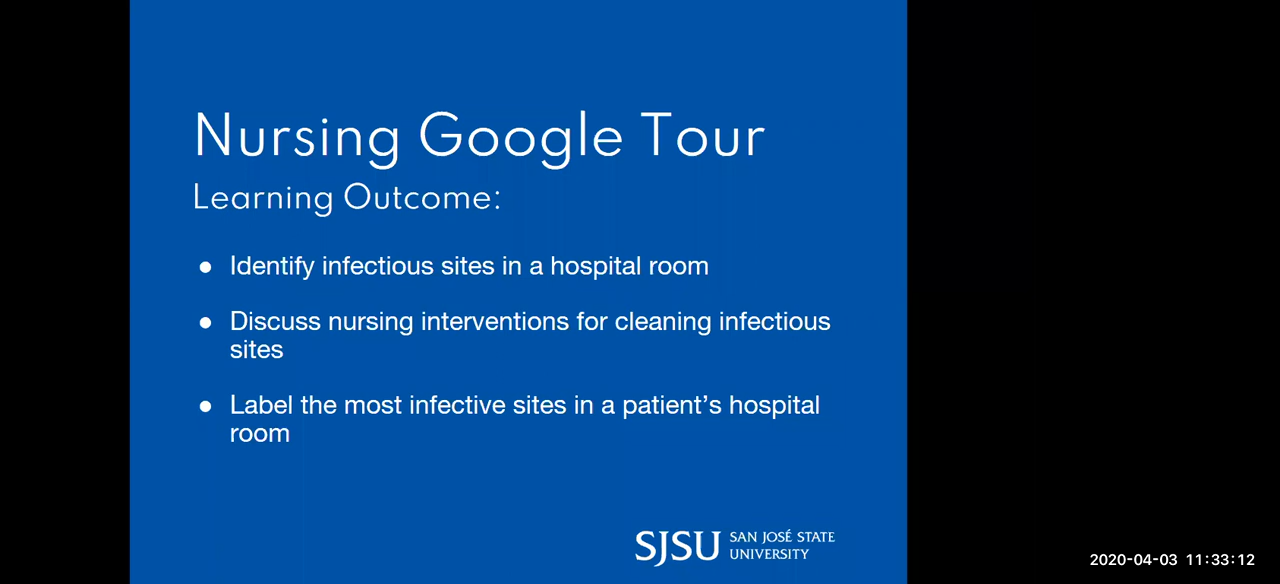 Nursing Google Tour
Learning Outcome:
● Identify infectious sites in a hospital room
● Discuss nursing interventions for cleaning infectious
sites
● Label the most infective sites in a patient’s hospital
room
SJSU SAN JOSÉ STATE
UNIVERSITY
2020-04-03 11:33:12